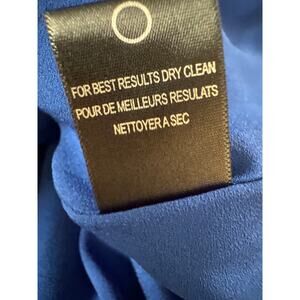 FOR BEST RESULTS DRY CLEAN
POUR DE MEILLEURS RESULATS
NETTOYER A SEC